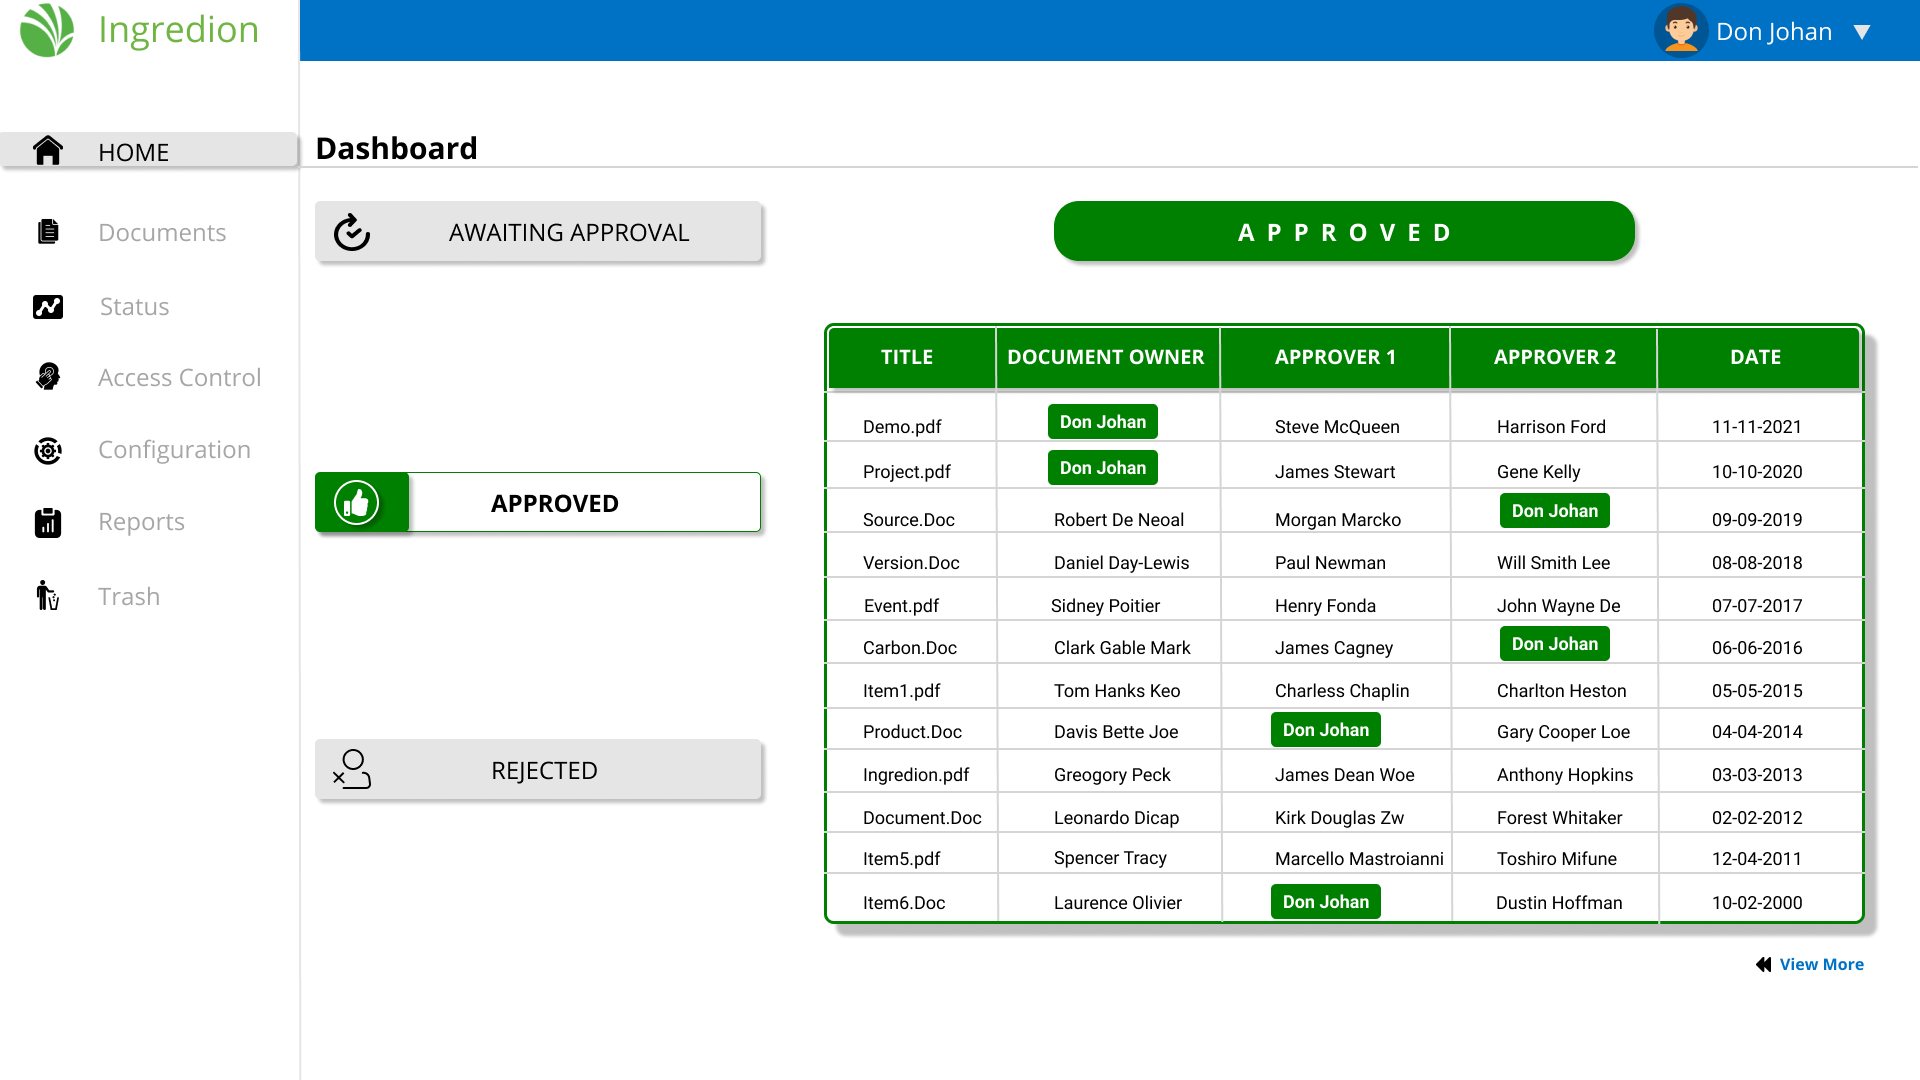 Ingredion
Don Johan
HOME
Documents
Status
Access Control
Configuration
Reports
Trash
Dashboard
AWAITING APPROVAL
APPROVED
REJECTED
APPROVED
TITLE DOCUMENT OWNER APPROVER 1 APPROVER 2 DATE
Demo.pdf Don Johan Steve McQueen Harrison Ford 11-11-2021
Project.pdf Don Johan James Stewart Gene Kelly 10-10-2020
Source.Doc Robert De Neoal Morgan Marcko Don Johan 09-09-2019
Version.Doc Daniel Day-Lewis Paul Newman Will Smith Lee 08-08-2018
Event.pdf Sidney Poitier Henry Fonda John Wayne De 07-07-2017
Carbon.Doc Clark Gable Mark James Cagney Don Johan 06-06-2016
Item1.pdf Tom Hanks Keo Charless Chaplin Charlton Heston 05-05-2015
Product.Doc Davis Bette Joe Don Johan Gary Cooper Loe 04-04-2014
Ingredion.pdf Greogory Peck James Dean Woe Anthony Hopkins 03-03-2013
Document.Doc Leonardo Dicap Kirk Douglas Zw Forest Whitaker 02-02-2012
Item5.pdf Spencer Tracy Marcello Mastroianni Toshiro Mifune 12-04-2011
Item6.Doc Laurence Olivier Don Johan Dustin Hoffman 10-02-2000
View More